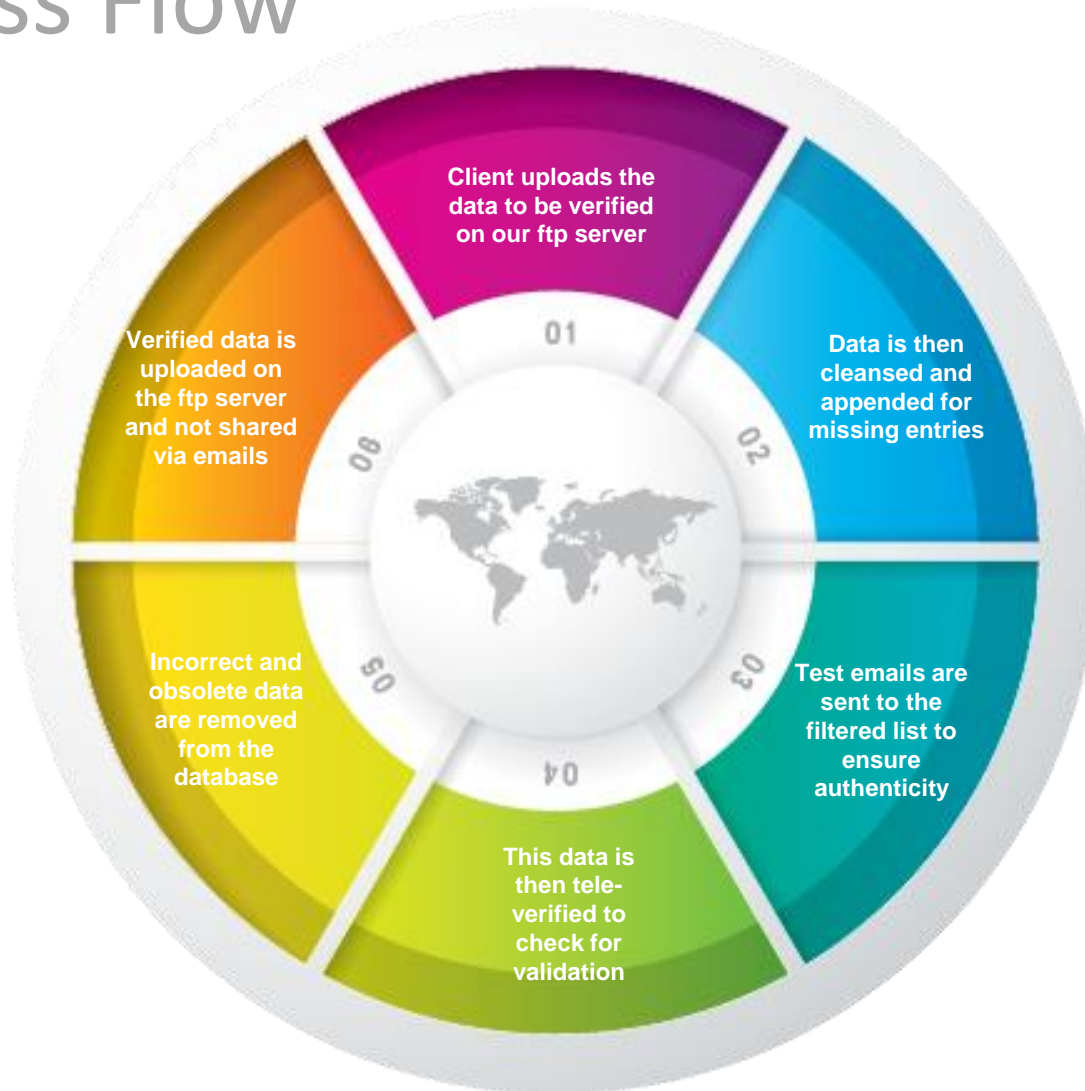 ss Flow
Client uploads the
data to be verified
on our ftp server
01
Data is then
cleansed and
appended for
missing entries
02
Test emails are
sent to the
filtered list to
ensure
authenticity
03
This data is
then tele-
verified to
check for
validation
04
Incorrect and
obsolete data
are removed
from the
database
05
Verified data is
uploaded on
the ftp server
and not shared
via emails
06